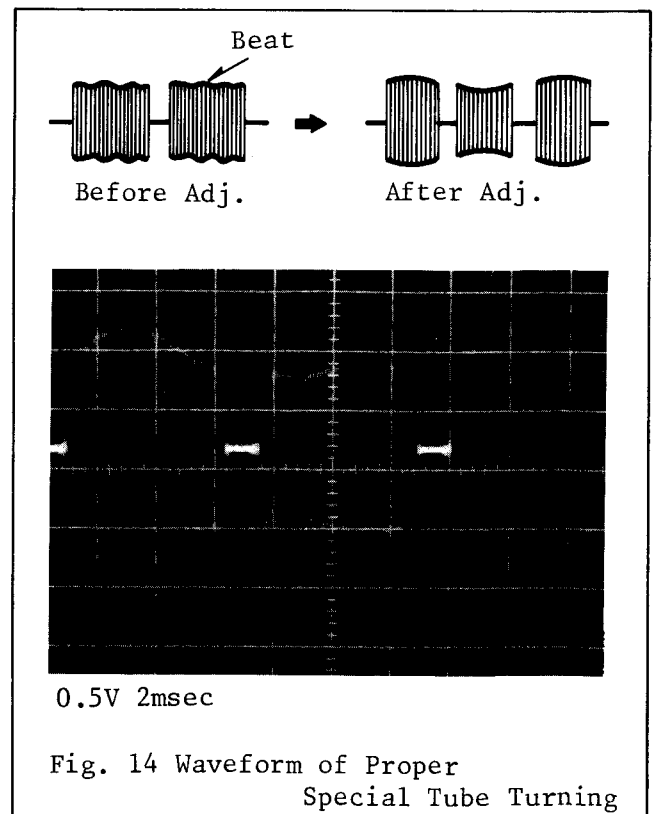 Beat
Before Adj.
After Adj.
0.5V 2msec
Fig. 14 Waveform of Proper
Special Tube Turning